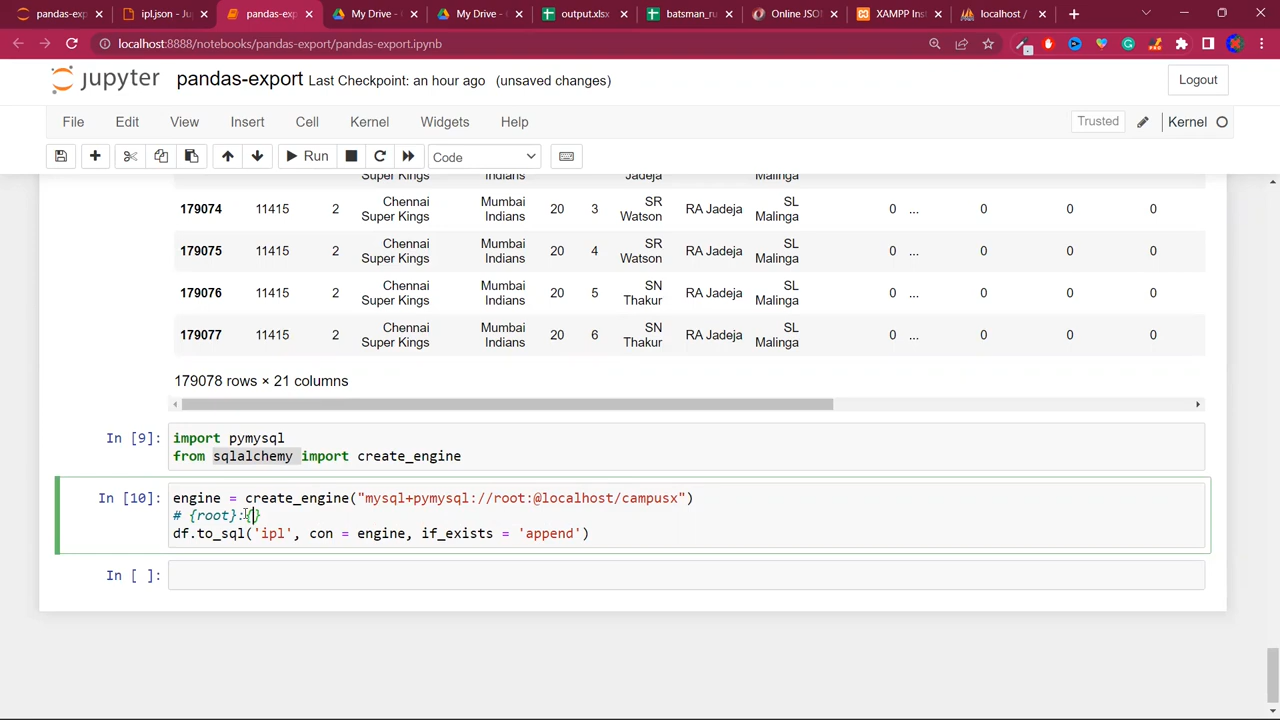 pandas-exp
ipl.json - Ju
pandas-exp
My Drive -
My Drive -
output.xlsx
batsman_ru
Online JSO
XAMPP Ins
localhost /
localhost:8888/notebooks/pandas-export/pandas-export.ipynb
jupyter pandas-export Last Checkpoint: an hour ago (unsaved changes) Logout
File Edit View Insert Cell Kernel Widgets Help Trusted Kernel
Run Code
Super Kings Indians Jadeja Malinga
179074 11415 2 Chennai Super Kings Mumbai Indians 20 3 SR Watson RA Jadeja SL Malinga 0 ... 0 0 0
179075 11415 2 Chennai Super Kings Mumbai Indians 20 4 SR Watson RA Jadeja SL Malinga 0 ... 0 0 0
179076 11415 2 Chennai Super Kings Mumbai Indians 20 5 SN Thakur RA Jadeja SL Malinga 0 ... 0 0 0
179077 11415 2 Chennai Super Kings Mumbai Indians 20 6 SN Thakur RA Jadeja SL Malinga 0 ... 0 0 0
179078 rows × 21 columns
In [9]: import pymysql
from sqlalchemy import create_engine
In [10]: engine = create_engine("mysql+pymysql://root:@localhost/campusx")
# {root}:{}
df.to_sql('ipl', con = engine, if_exists = 'append')
In [ ]: